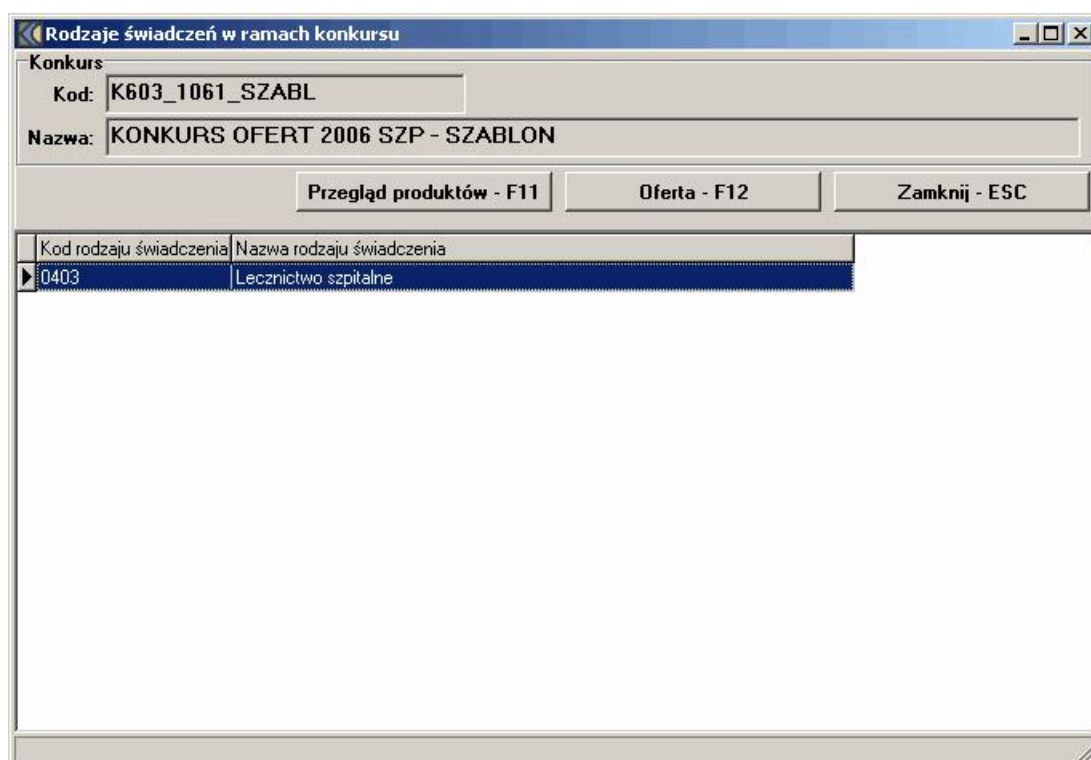 Rodzaje świadczeń w ramach konkursu
Konkurs
Kod: K603_1061_SZABL
Nazwa: KONKURS OFERT 2006 SZP - SZABLON
Przegląd produktów - F11 Oferta - F12 Zamknij - ESC
Kod rodzaju świadczenia Nazwa rodzaju świadczenia
0403 Lecznictwo szpitalne